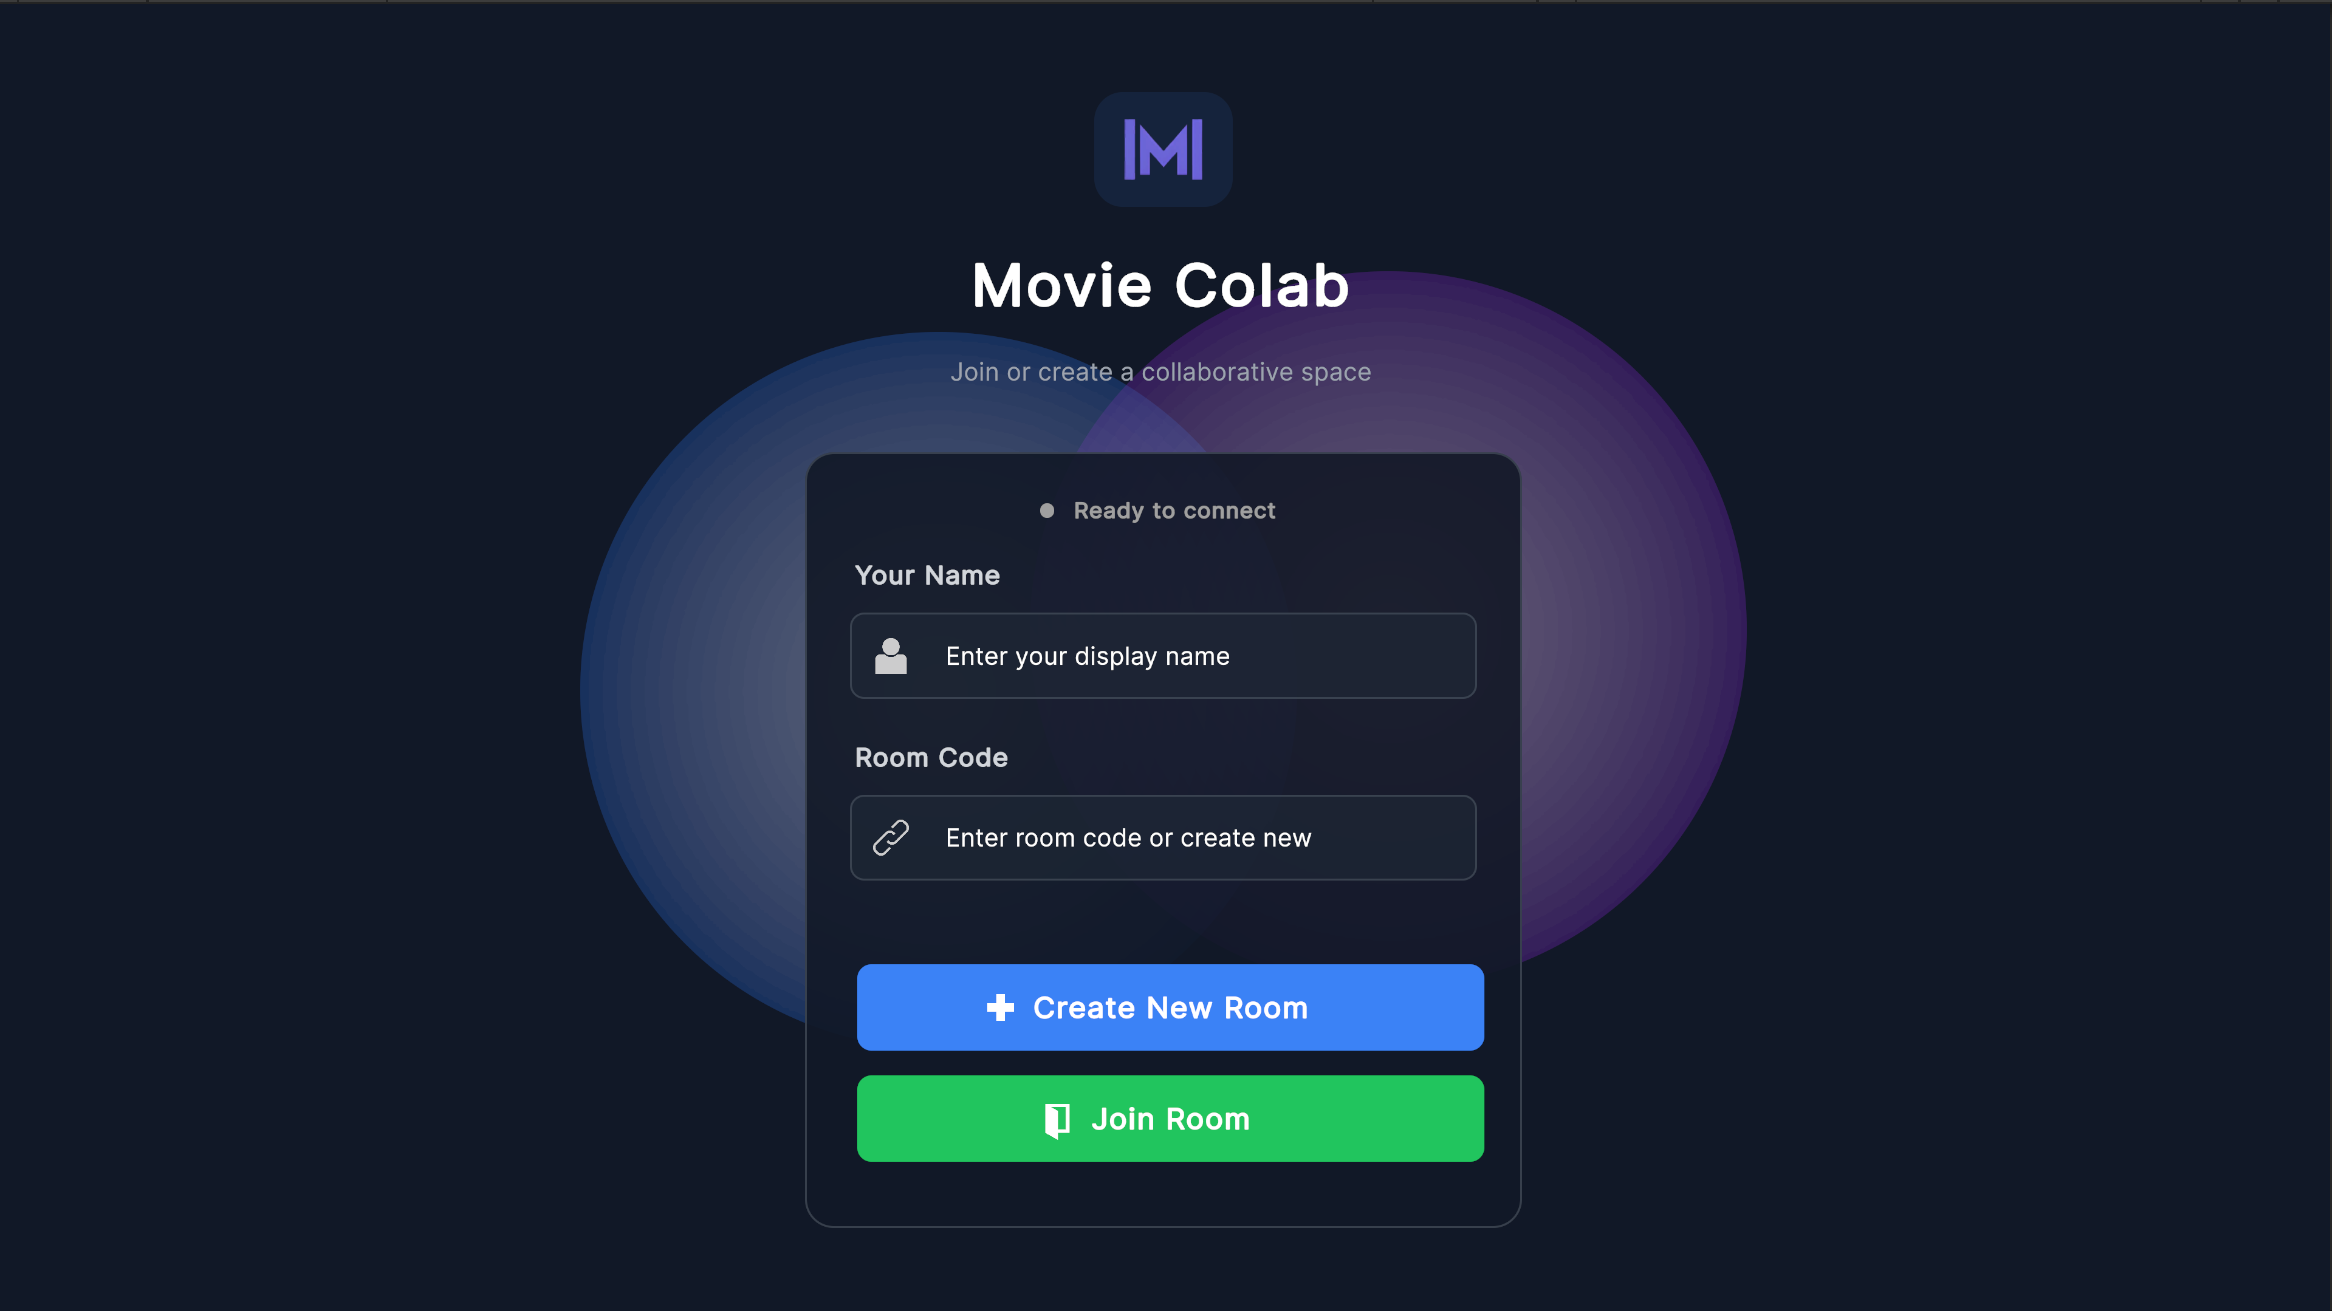 |M|
Movie Colab
Join or create a collaborative space
Ready to connect
Your Name
Enter your display name
Room Code
Enter room code or create new
Create New Room
Join Room